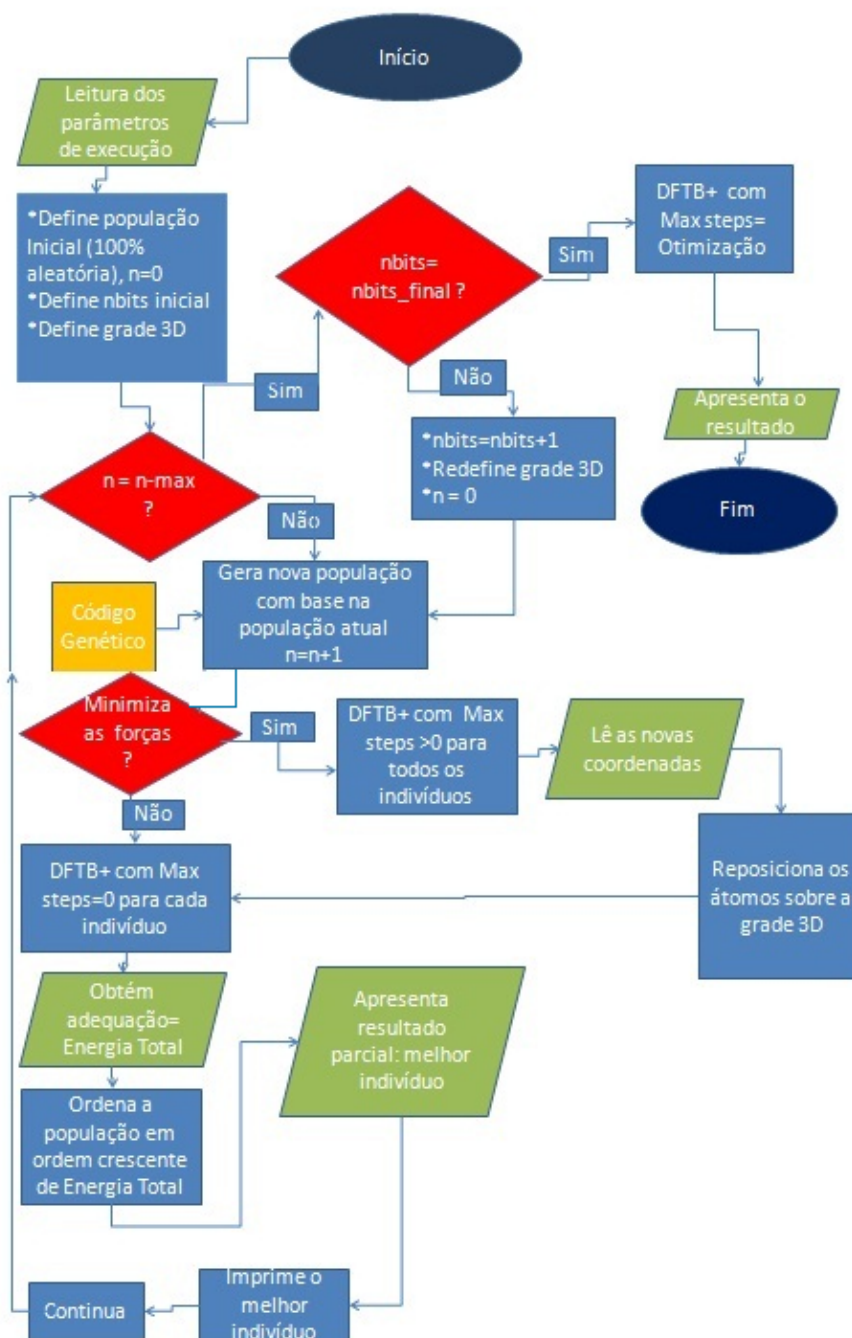 Início
Leitura dos
parâmetros
de execução
*Define população
Inicial (100%
aleatória), n=0
*Define nbits inicial
*Define grade 3D
nbits=
nbits_final ?
Sim
DFTB+ com
Max steps=
Otimização
Sim
Não
Apresenta o
resultado
*nbits=nbits+1
*Redefine grade 3D
*n = 0
n = n-max
?
Não
Fim
Gera nova população
com base na
população atual
n=n+1
Código
Genético
Minimiza
as forças
?
Sim
DFTB+ com Max
steps >0 para
todos os
indivíduos
Lê as novas
coordenadas
Não
DFTB+ com Max
steps=0 para cada
indivíduo
Reposiciona os
átomos sobre a
grade 3D
Obtém
adequação=
Energia Total
Apresenta
resultado
parcial: melhor
indivíduo
Ordena a
população em
ordem crescente
de Energia Total
Imprime o
melhor
indivíduo
Continua